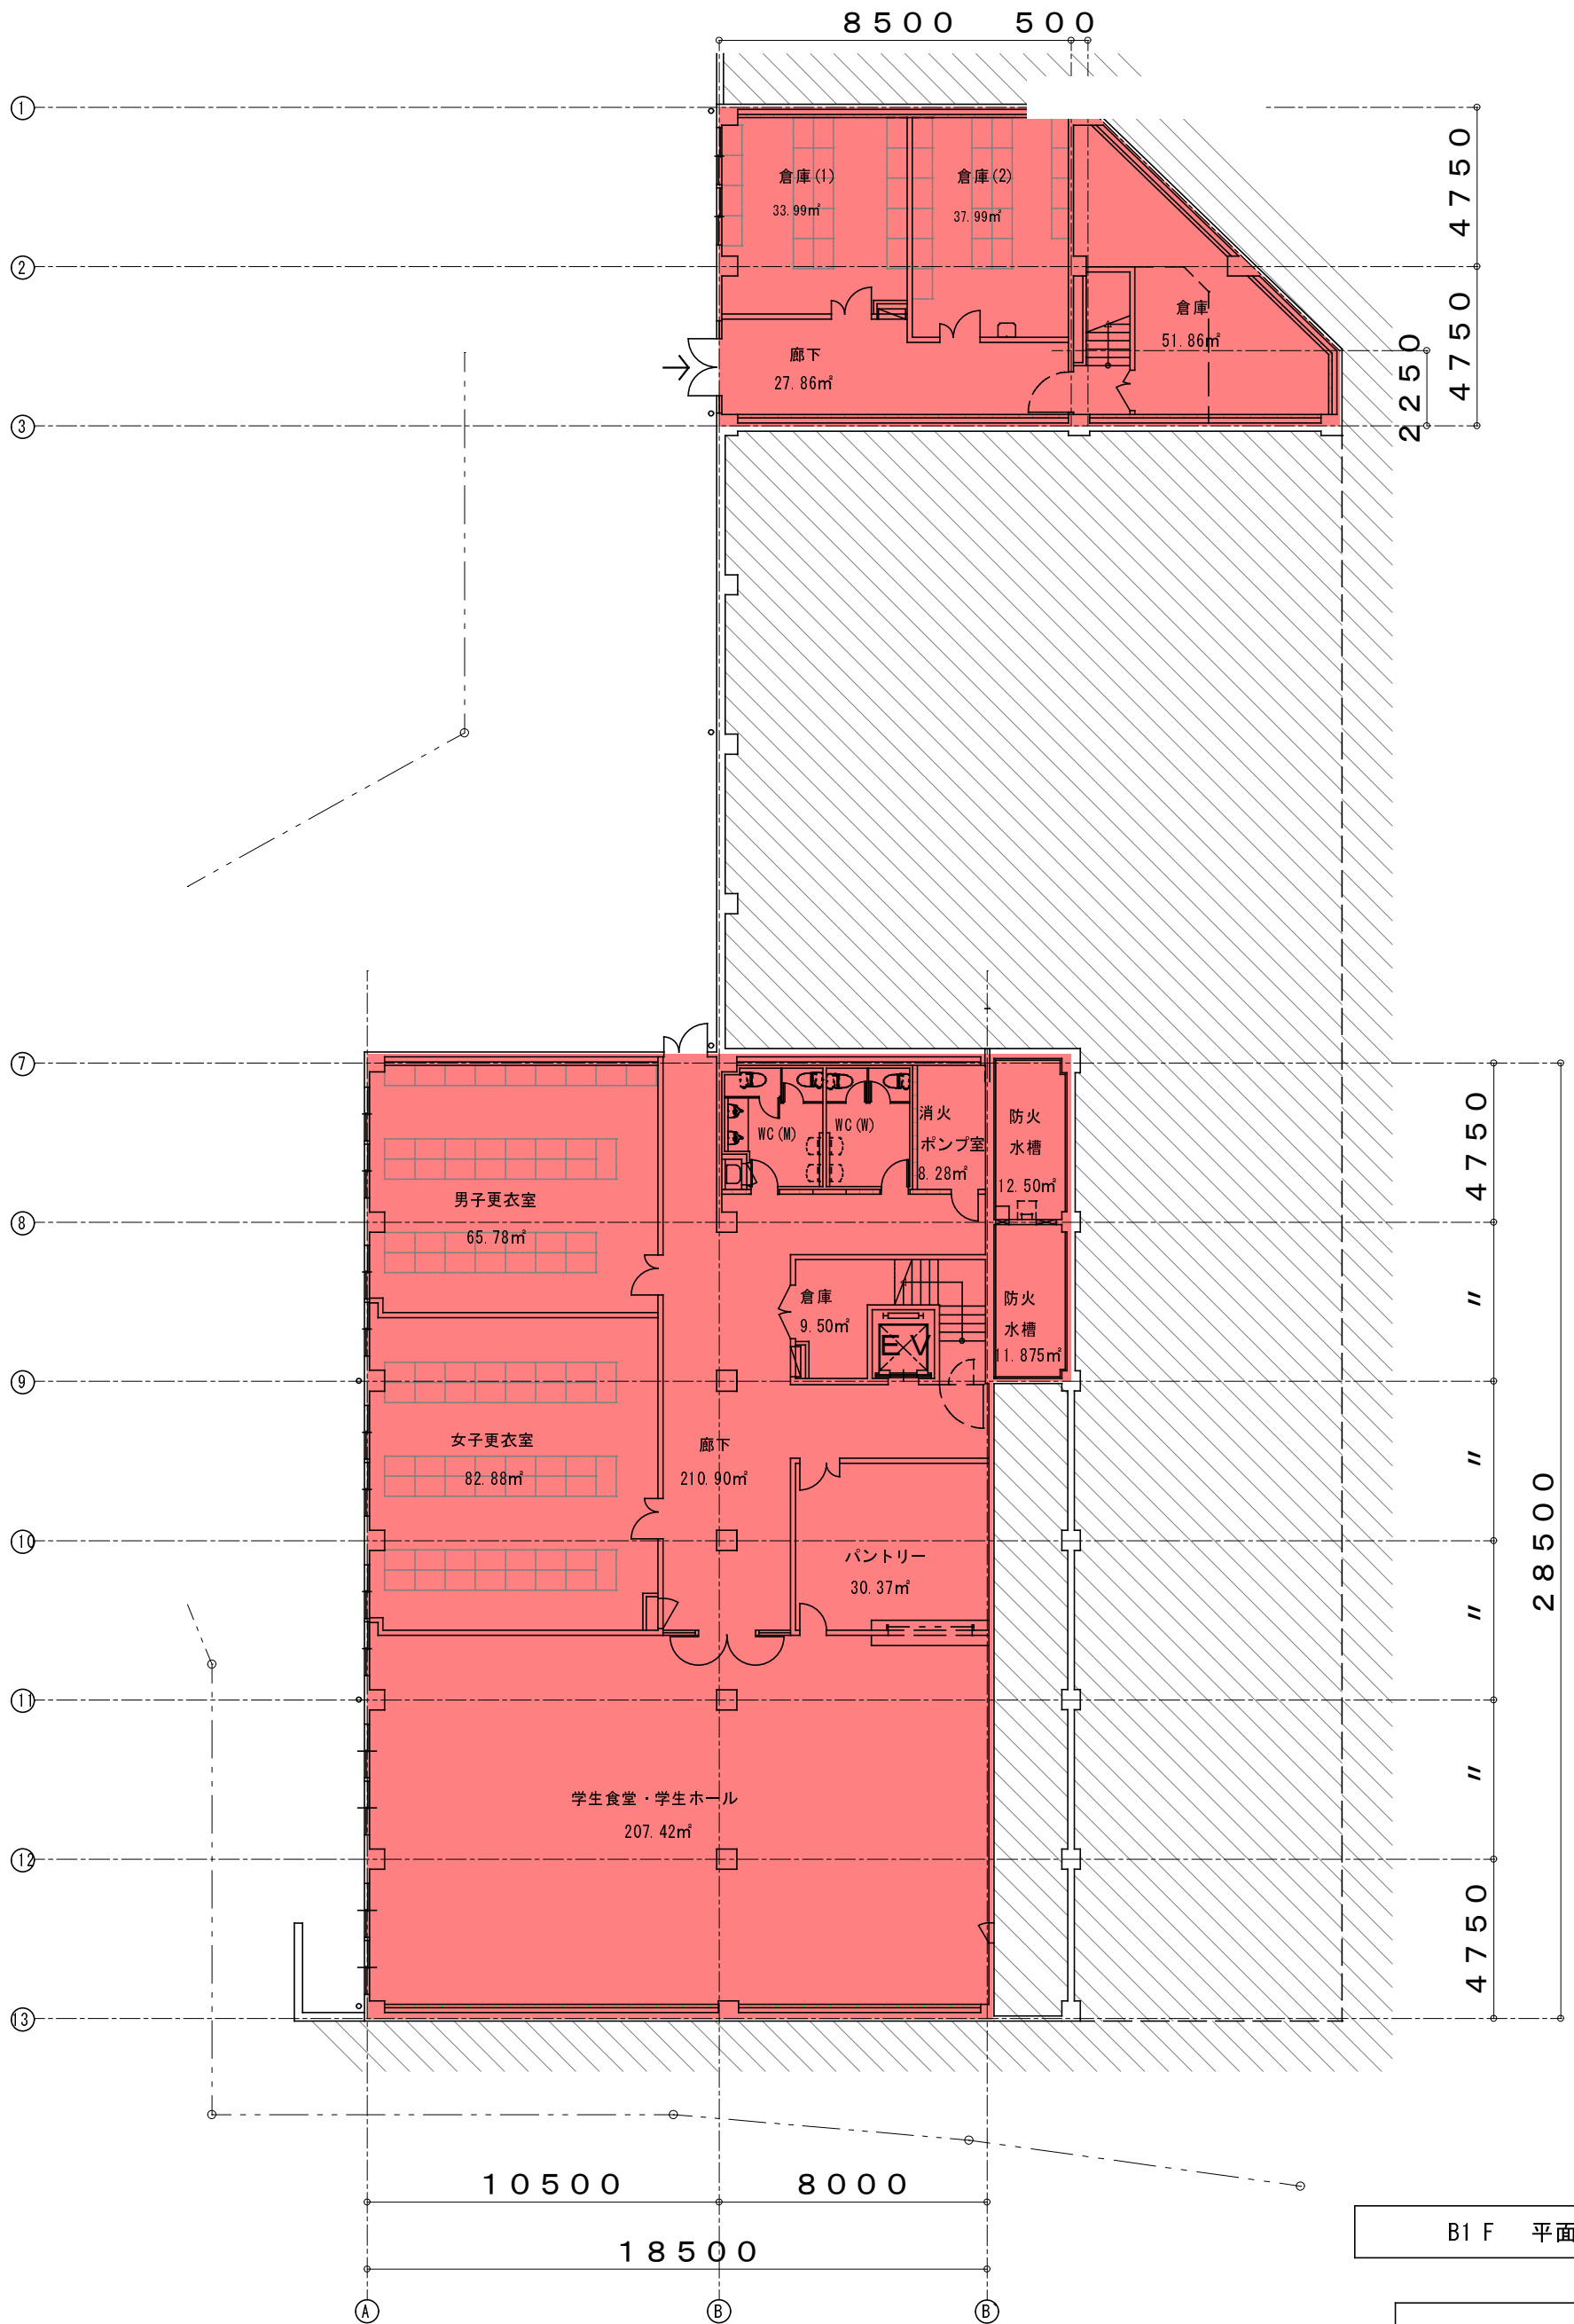 8500 500
①
4750
倉庫(1)
33.99㎡
倉庫(2)
37.99㎡
②
倉庫
51.86㎡
4750
2250
廊下
27.86㎡
③
⑦
WC(M)
WC(W)
消火
ポンプ室
8.28㎡
防火
水槽
12.50㎡
4750
男子更衣室
65.78㎡
⑧
倉庫
9.50㎡
EV
防火
水槽
11.875㎡
〃
⑨
女子更衣室
82.88㎡
廊下
210.90㎡
〃
28500
⑩
パントリー
30.37㎡
〃
⑪
学生食堂・学生ホール
207.42㎡
〃
⑫
4750
⑬
10500 8000
18500
B1F 平面
Ⓐ Ⓑ Ⓑ